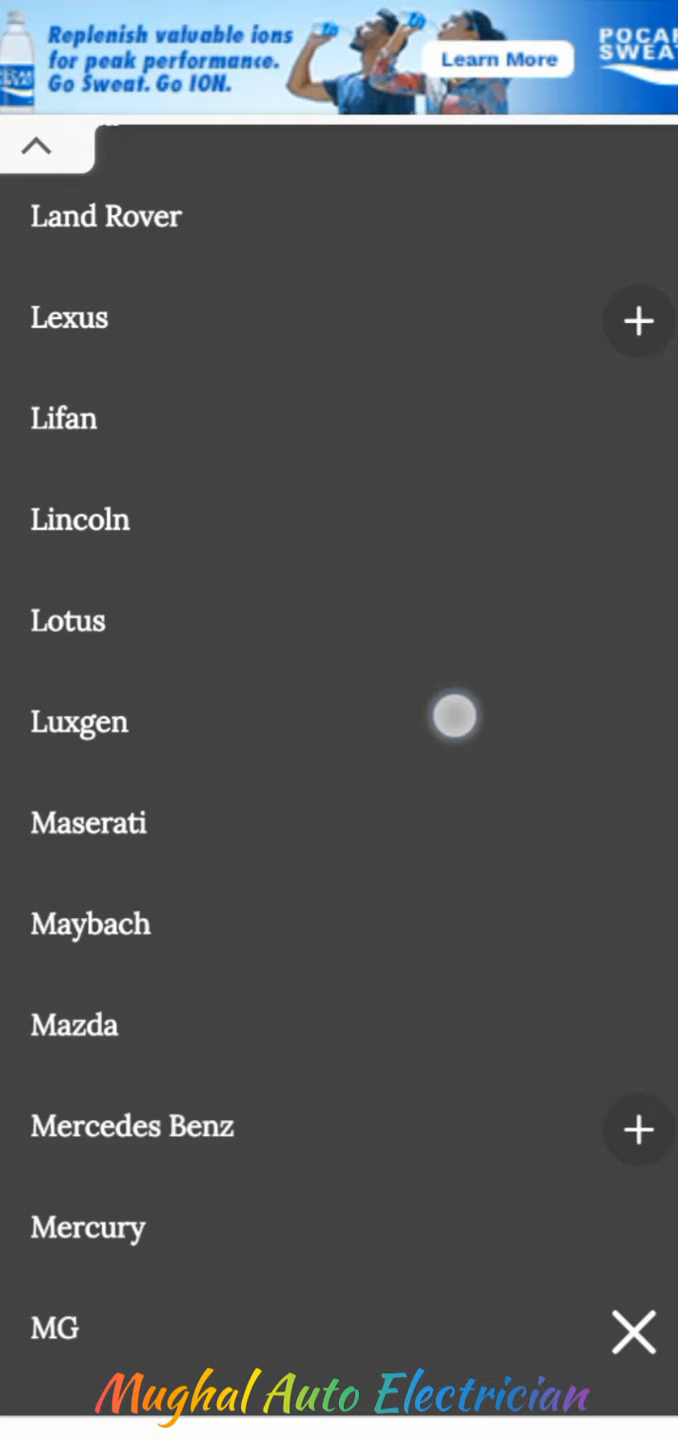 Replenish valuable ions
for peak performance.
Go Sweat. Go ION.
Learn More
Land Rover
Lexus
Lifan
Lincoln
Lotus
Luxgen
Maserati
Maybach
Mazda
Mercedes Benz
Mercury
MG
Mughal Auto Electrician